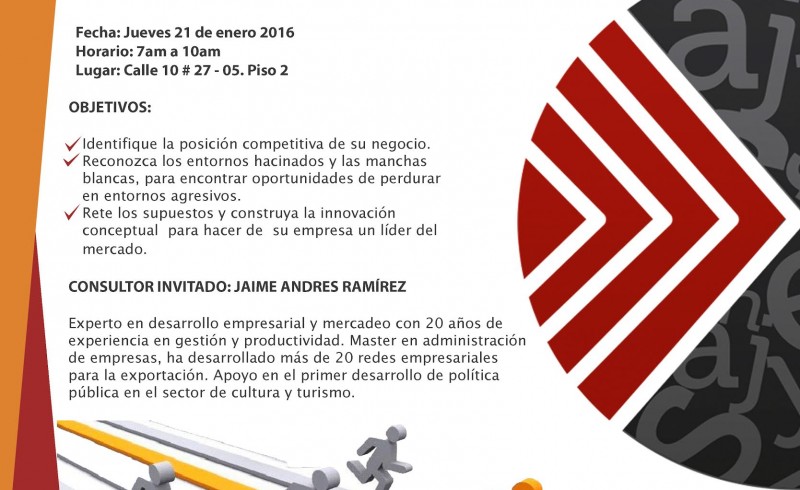 Fecha: Jueves 21 de enero 2016
Horario: 7am a 10am
Lugar: Calle 10 # 27 - 05. Piso 2
OBJETIVOS:
Identifique la posición competitiva de su negocio.
Reconozca los entornos hacinados y las manchas
blancas, para encontrar oportunidades de perdurar
en entornos agresivos.
Rete los supuestos y construya la innovación
conceptual para hacer de su empresa un líder del
mercado.
CONSULTOR INVITADO: JAIME ANDRES RAMÍREZ
Experto en desarrollo empresarial y mercadeo con 20 años de
experiencia en gestión y productividad. Master en administración
de empresas, ha desarrollado más de 20 redes empresariales
para la exportación. Apoyo en el primer desarrollo de política
pública en el sector de cultura y turismo.